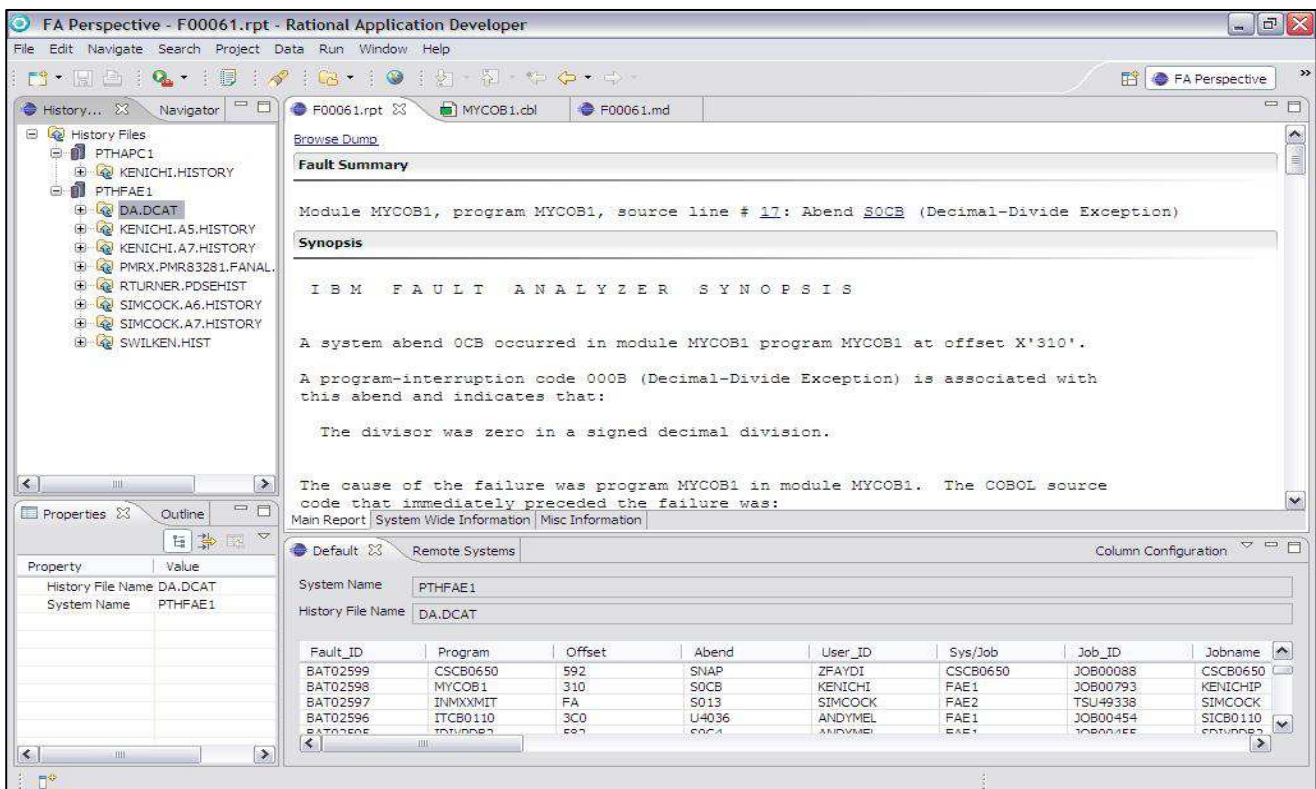 FA Perspective - F00061.rpt - Rational Application Developer
File Edit Navigate Search Project Data Run Window Help
FA Perspective
History... Navigator
History Files
PTHAPC1
KENICHI.HISTORY
PTHFAE1
DA.DCAT
KENICHI.A5.HISTORY
KENICHI.A7.HISTORY
PMRX.PMR83281.FANAL.
RTURNER.PDSEHIST
SIMCOCK.A6.HISTORY
SIMCOCK.A7.HISTORY
SWILKEN.HIST
F00061.rpt MYCOB1.cbl F00061.md
Browse Dump
Fault Summary
Module MYCOB1, program MYCOB1, source line # 17: Abend S0CB (Decimal-Divide Exception)
Synopsis
I B M F A U L T A N A L Y Z E R S Y N O P S I S
A system abend 0CB occurred in module MYCOB1 program MYCOB1 at offset X'310'.
A program-interruption code 000B (Decimal-Divide Exception) is associated with
this abend and indicates that:
The divisor was zero in a signed decimal division.
The cause of the failure was program MYCOB1 in module MYCOB1. The COBOL source
code that immediately preceded the failure was:
Main Report System Wide Information Misc Information
Properties Outline
Property Value
History File Name DA.DCAT
System Name PTHFAE1
Default Remote Systems Column Configuration
System Name PTHFAE1
History File Name DA.DCAT
Fault_ID Program Offset Abend User_ID Sys/Job Job_ID Jobname
BAT02599 CSCB0650 592 SNAP ZFAYDI CSCB0650 JOB00088 CSCB0650
BAT02598 MYCOB1 310 S0CB KENICHI FAE1 JOB00793 KENICHIP
BAT02597 INMXXMIT FA S013 SIMCOCK FAE2 TSU49338 SIMCOCK
BAT02596 ITCB0110 3C0 U4036 ANDYMEL FAE1 JOB00454 SICB0110